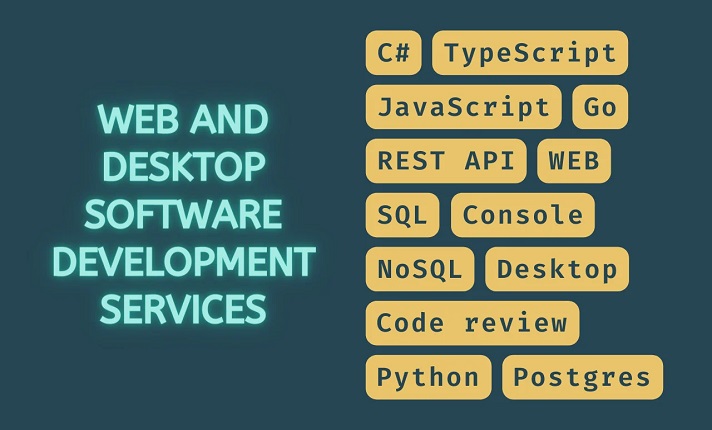 WEB AND
DESKTOP
SOFTWARE
DEVELOPMENT
SERVICES
C# TypeScript
JavaScript Go
REST API WEB
SQL Console
NoSQL Desktop
Code review
Python Postgres